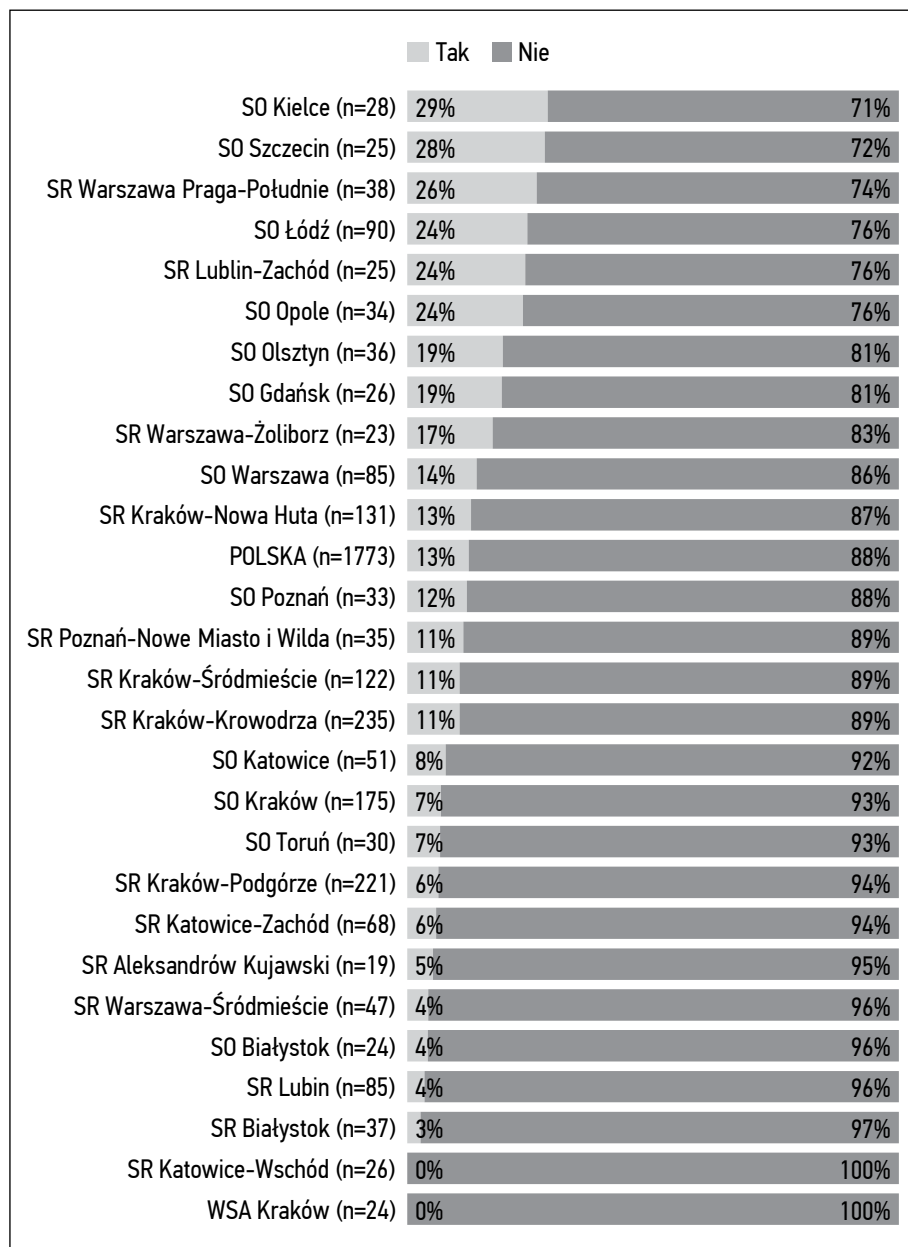 Tak Nie
SO Kielce (n=28) 29% 71%
SO Szczecin (n=25) 28% 72%
SR Warszawa Praga-Południe (n=38) 26% 74%
SO Łódź (n=90) 24% 76%
SR Lublin-Zachód (n=25) 24% 76%
SO Opole (n=34) 24% 76%
SO Olsztyn (n=36) 19% 81%
SO Gdańsk (n=26) 19% 81%
SR Warszawa-Żoliborz (n=23) 17% 83%
SO Warszawa (n=85) 14% 86%
SR Kraków-Nowa Huta (n=131) 13% 87%
POLSKA (n=1773) 13% 88%
SO Poznań (n=33) 12% 88%
SR Poznań-Nowe Miasto i Wilda (n=35) 11% 89%
SR Kraków-Śródmieście (n=122) 11% 89%
SR Kraków-Krowodrza (n=235) 11% 89%
SO Katowice (n=51) 8% 92%
SO Kraków (n=175) 7% 93%
SO Toruń (n=30) 7% 93%
SR Kraków-Podgórze (n=221) 6% 94%
SR Katowice-Zachód (n=68) 6% 94%
SR Aleksandrów Kujawski (n=19) 5% 95%
SR Warszawa-Śródmieście (n=47) 4% 96%
SO Białystok (n=24) 4% 96%
SR Lubin (n=85) 4% 96%
SR Białystok (n=37) 3% 97%
SR Katowice-Wschód (n=26) 0% 100%
WSA Kraków (n=24) 0% 100%